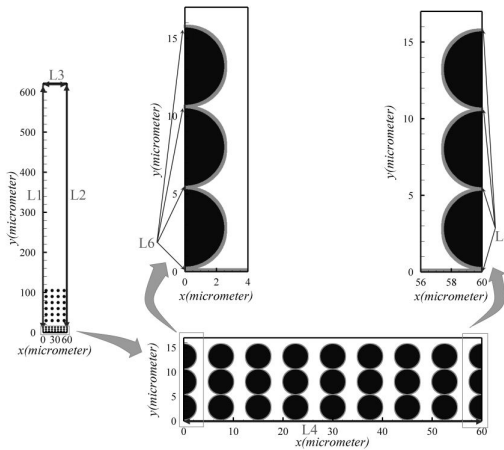 L3
600
500
400
300
200
100
0
y(micrometer)
L1
L2
0 30 60
x(micrometer)
15
10
5
0
y(micrometer)
L6
0 2 4
x(micrometer)
15
10
5
0
y(micrometer)
L
56 58 60
x(micrometer)
15
10
5
0
y(micrometer)
0 10 20 30 40 50 60
L4
x(micrometer)